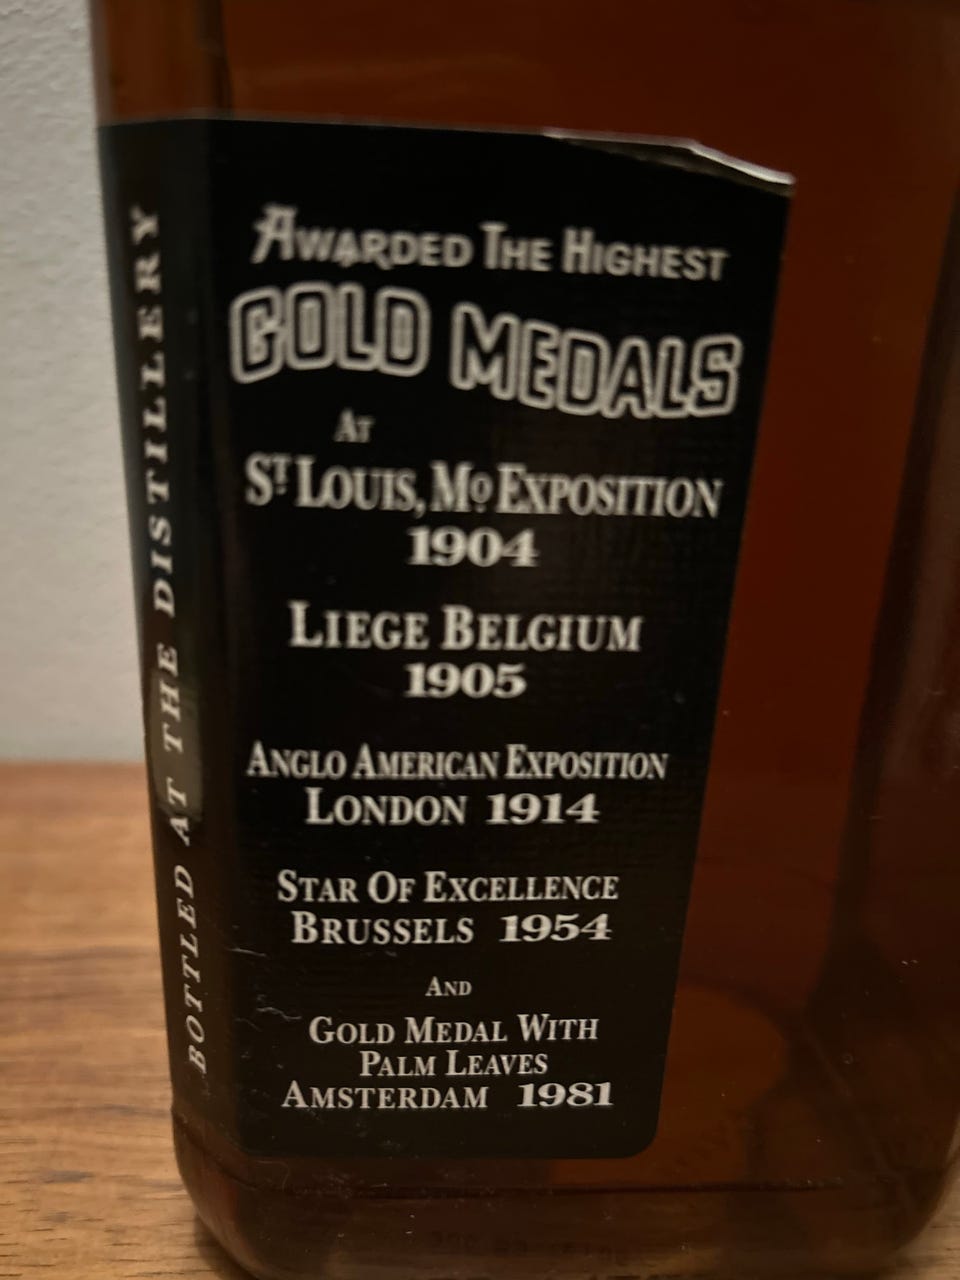 BOTTLED AT THE DISTILLERY
AWARDED THE HIGHEST
GOLD MEDALS
AT
ST LOUIS, MO EXPOSITION
1904
LIEGE BELGIUM
1905
ANGLO AMERICAN EXPOSITION
LONDON 1914
STAR OF EXCELLENCE
BRUSSELS 1954
AND
GOLD MEDAL WITH
PALM LEAVES
AMSTERDAM 1981